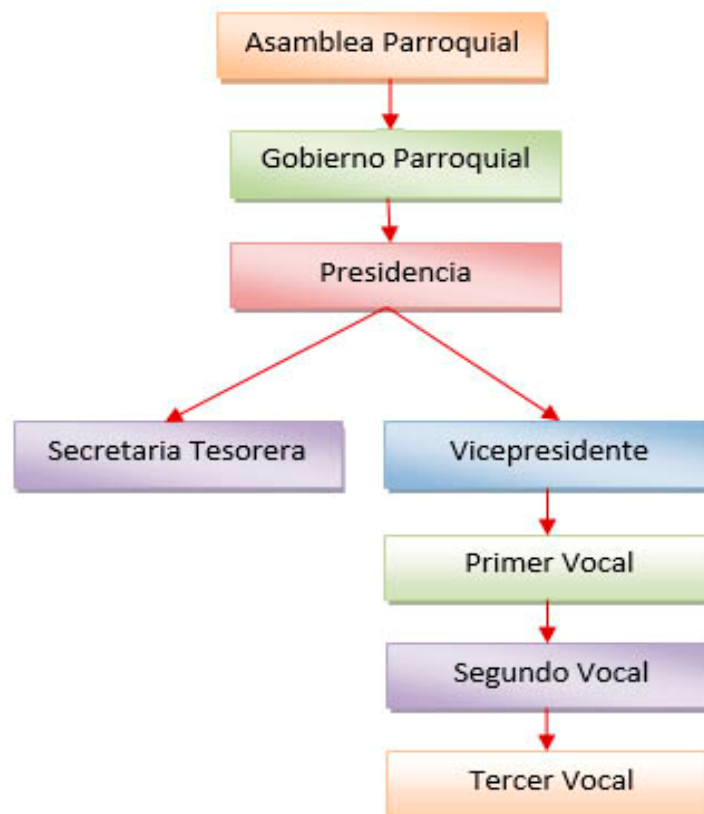 Asamblea Parroquial
Gobierno Parroquial
Presidencia
Secretaria Tesorera
Vicepresidente
Primer Vocal
Segundo Vocal
Tercer Vocal